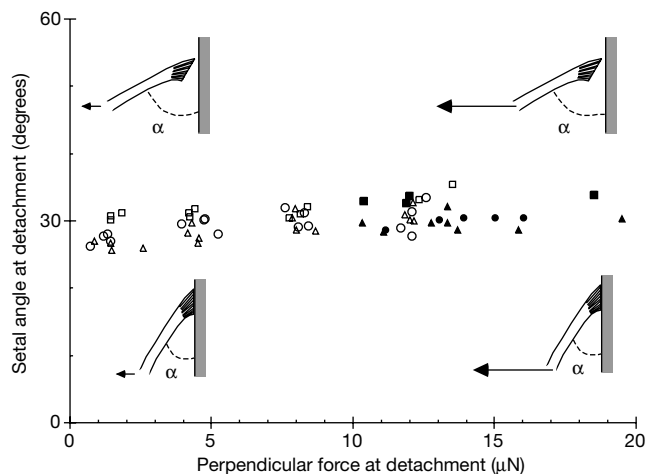 60
30
0
Setal angle at detachment (degrees)
α
α
α
α
0 5 10 15 20
Perpendicular force at detachment (μN)